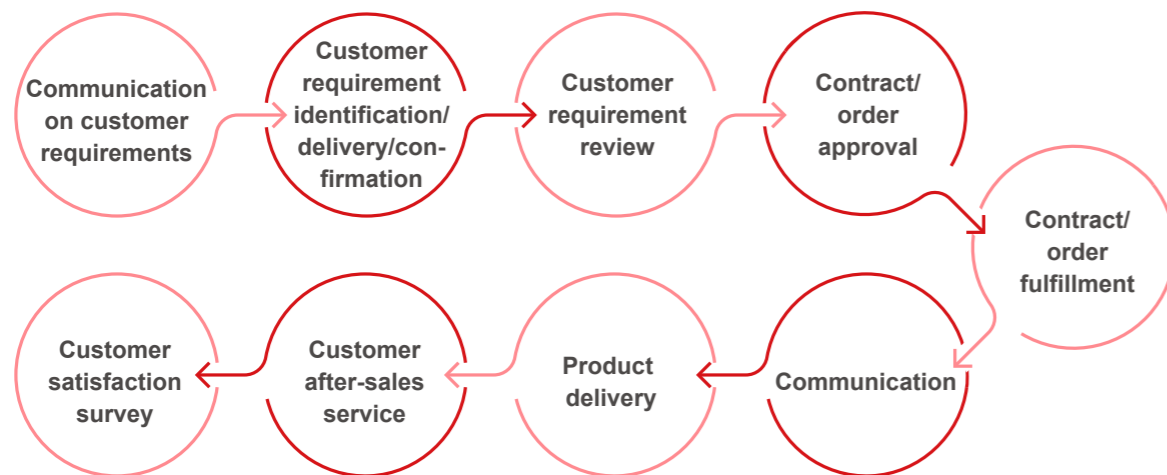 Communication
on customer
requirements
Customer
requirement
identification/
delivery/con-
firmation
Customer
requirement
review
Contract/
order
approval
Contract/
order
fulfillment
Communication
Product
delivery
Customer
after-sales
service
Customer
satisfaction
survey